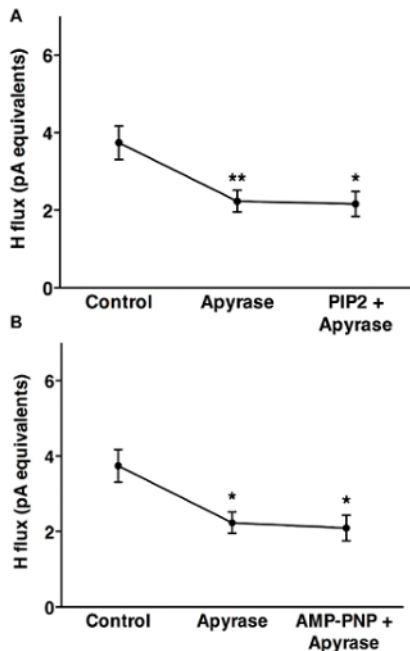 A
H flux (pA equivalents)
6
4
2
0
**
*
Control
Apyrase
PIP2 +
Apyrase
B
H flux (pA equivalents)
6
4
2
0
*
*
Control
Apyrase
AMP-PNP +
Apyrase